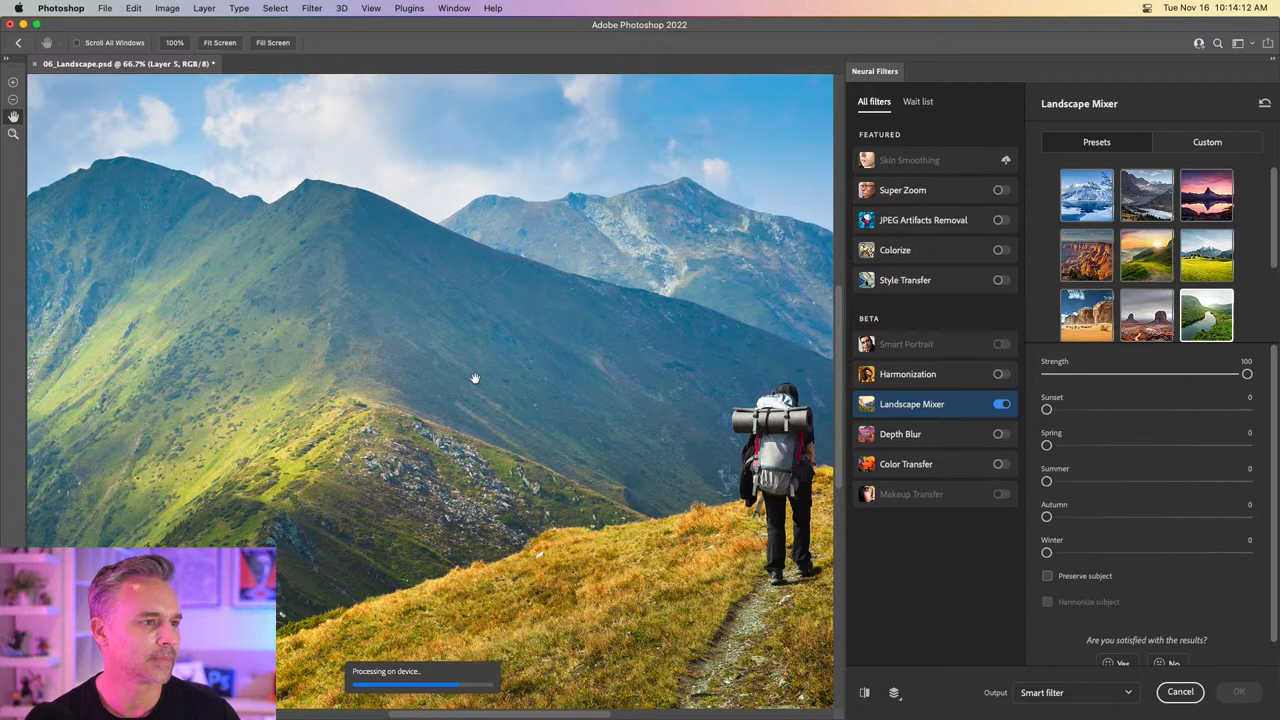 Photoshop File Edit Image Layer Type Select Filter 3D View Plugins Window Help Tue Nov 16 10:14:12 AM
Adobe Photoshop 2022
Scroll All Windows 100% Fit Screen Fill Screen
06_Landscape.psd @ 66.7% (Layer 5, RGB/8) *
Neural Filters
All filters Wait list
FEATURED
Skin Smoothing
Super Zoom
JPEG Artifacts Removal
Colorize
Style Transfer
BETA
Smart Portrait
Harmonization
Landscape Mixer
Depth Blur
Color Transfer
Makeup Transfer
Landscape Mixer
Presets Custom
Strength 100
Sunset 0
Spring 0
Summer 0
Autumn 0
Winter 0
Preserve subject
Harmonize subject
Are you satisfied with the results?
Yes No
Processing on device..
Output Smart filter Cancel OK